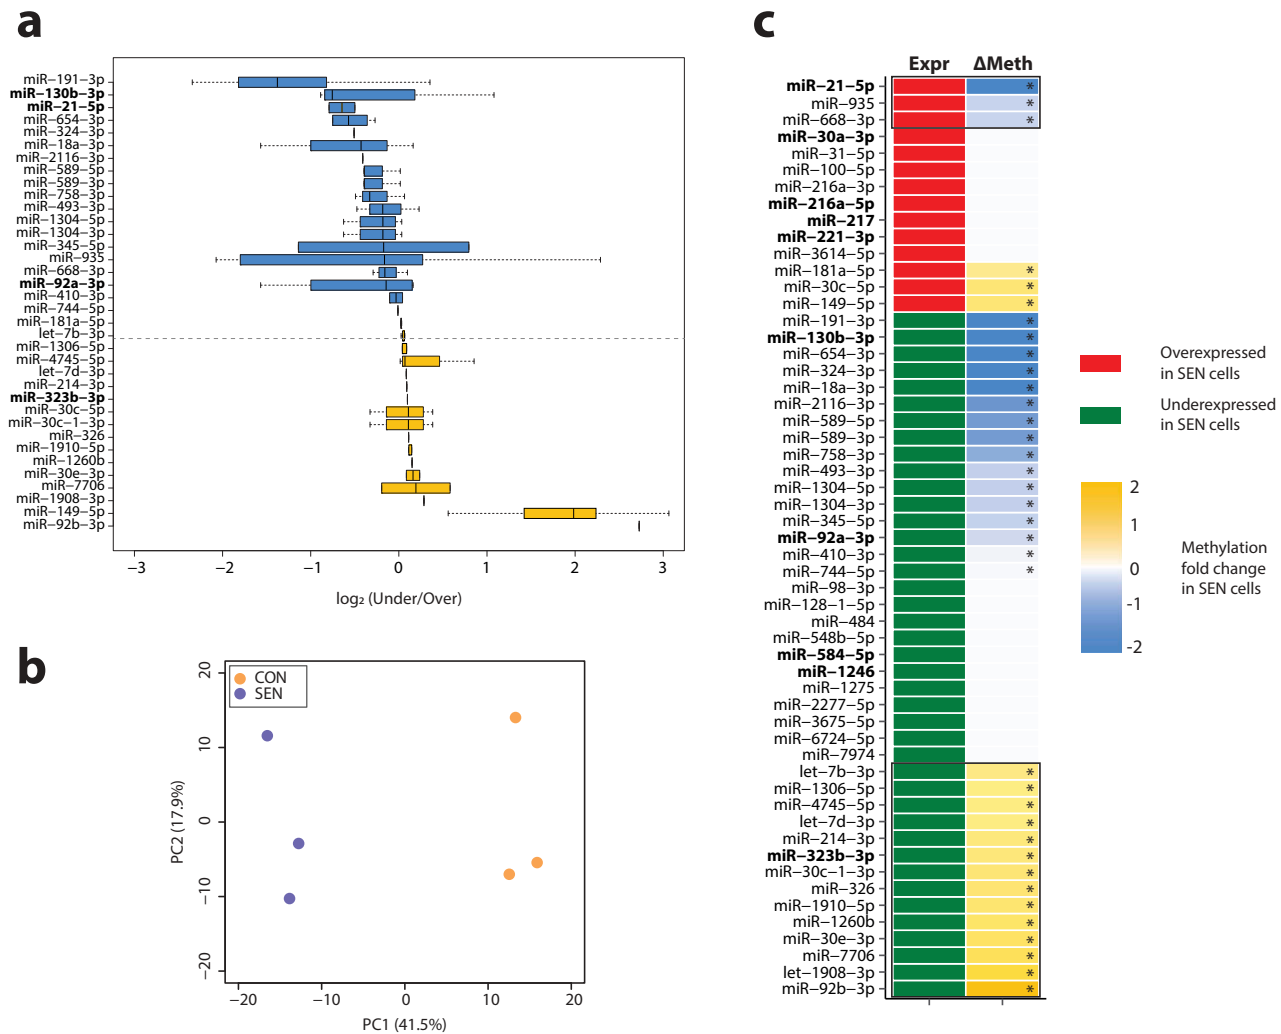 a
miR−191−3p
miR−130b−3p
miR−21−5p
miR−654−3p
miR−324−3p
miR−18a−3p
miR−2116−3p
miR−589−5p
miR−589−3p
miR−758−3p
miR−493−3p
miR−1304−5p
miR−1304−3p
miR−345−5p
miR−935
miR−668−3p
miR−92a−3p
miR−410−3p
miR−744−5p
miR−181a−5p
let−7b−3p
miR−1306−5p
miR−4745−5p
let−7d−3p
miR−214−3p
miR−323b−3p
miR−30c−5p
miR−30c−1−3p
miR−326
miR−1910−5p
miR−1260b
miR−30e−3p
miR−7706
miR−1908−3p
miR−149−5p
miR−92b−3p
−3 −2 −1 0 1 2 3
log₂ (Under/Over)
b
CON
SEN
20
10
0
−10
−20
PC2 (17.9%)
−20 −10 0 10 20
PC1 (41.5%)
c
Expr ΔMeth
miR−21−5p *
miR−935 *
miR−668−3p *
miR−30a−3p
miR−31−5p
miR−100−5p
miR−216a−3p
miR−216a−5p
miR−217
miR−221−3p
miR−3614−5p
miR−181a−5p *
miR−30c−5p *
miR−149−5p *
miR−191−3p *
miR−130b−3p *
miR−654−3p *
miR−324−3p *
miR−18a−3p *
miR−2116−3p *
miR−589−5p *
miR−589−3p *
miR−758−3p *
miR−493−3p *
miR−1304−5p *
miR−1304−3p *
miR−345−5p *
miR−92a−3p *
miR−410−3p *
miR−744−5p *
miR−98−3p
miR−128−1−5p
miR−484
miR−548b−5p
miR−584−5p
miR−1246
miR−1275
miR−2277−5p
miR−3675−5p
miR−6724−5p
miR−7974
let−7b−3p *
miR−1306−5p *
miR−4745−5p *
let−7d−3p *
miR−214−3p *
miR−323b−3p *
miR−30c−1−3p *
miR−326 *
miR−1910−5p *
miR−1260b *
miR−30e−3p *
miR−7706 *
let−1908−3p *
miR−92b−3p *
Overexpressed
in SEN cells
Underexpressed
in SEN cells
2
1
0
-1
-2
Methylation
fold change
in SEN cells